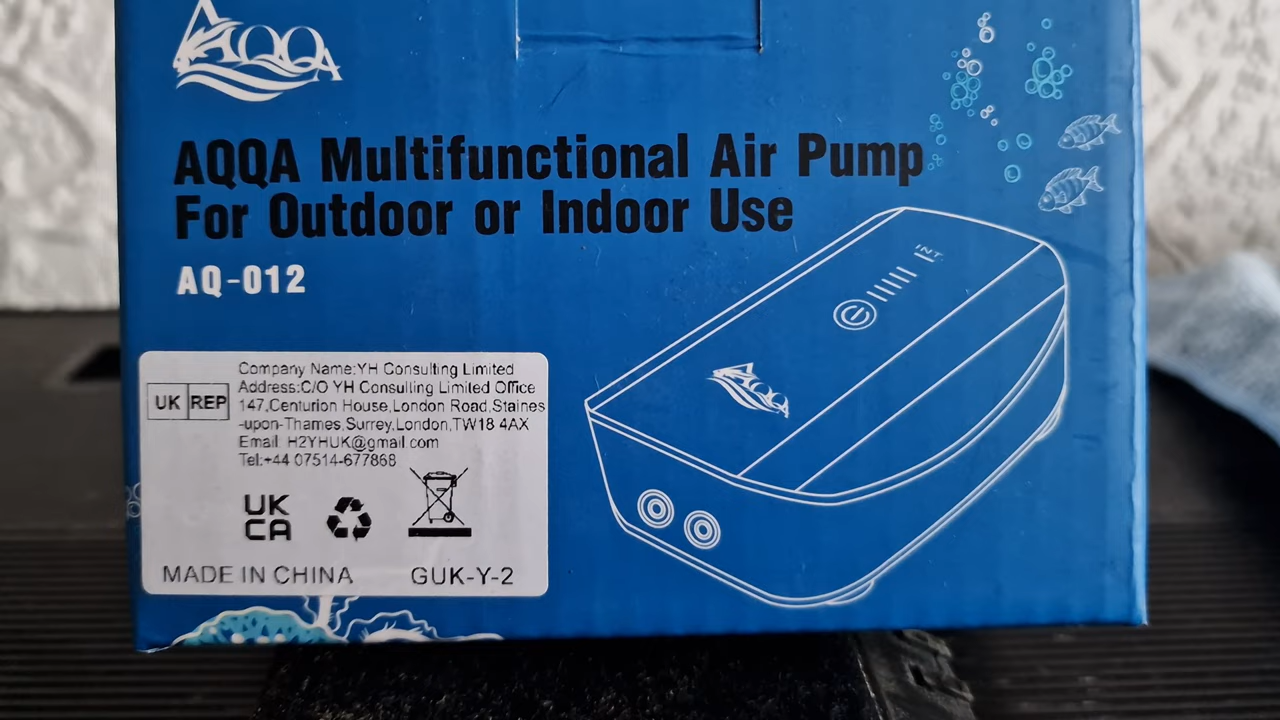 AQQA
AQQA Multifunctional Air Pump
For Outdoor or Indoor Use
AQ-012
INT.
AQQA
UK REP
Company Name:YH Consulting Limited
Address:C/O YH Consulting Limited Office
147,Centurion House,London Road,Staines
-upon-Thames,Surrey,London,TW18 4AX
Email: H2YHUK@gmail.com
Tel:+44 07514-677868
UK
CA
MADE IN CHINA
GUK-Y-2